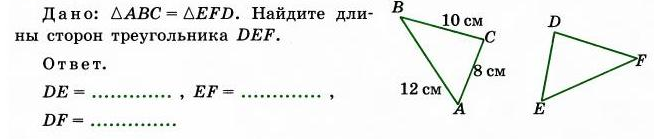 Дано: △ABC = △EFD. Найдите дли-
ны сторон треугольника DEF.
Ответ.
DE = .............. , EF = .............. ,
DF = ...............
B
10 см
C
8 см
12 см
A
D
F
E